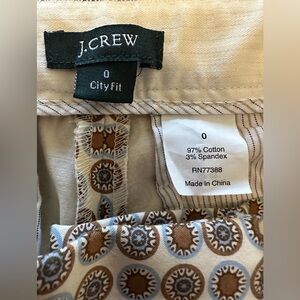 J.CREW
0
City Fit
0
97% Cotton
3% Spandex
RN77388
Made in China